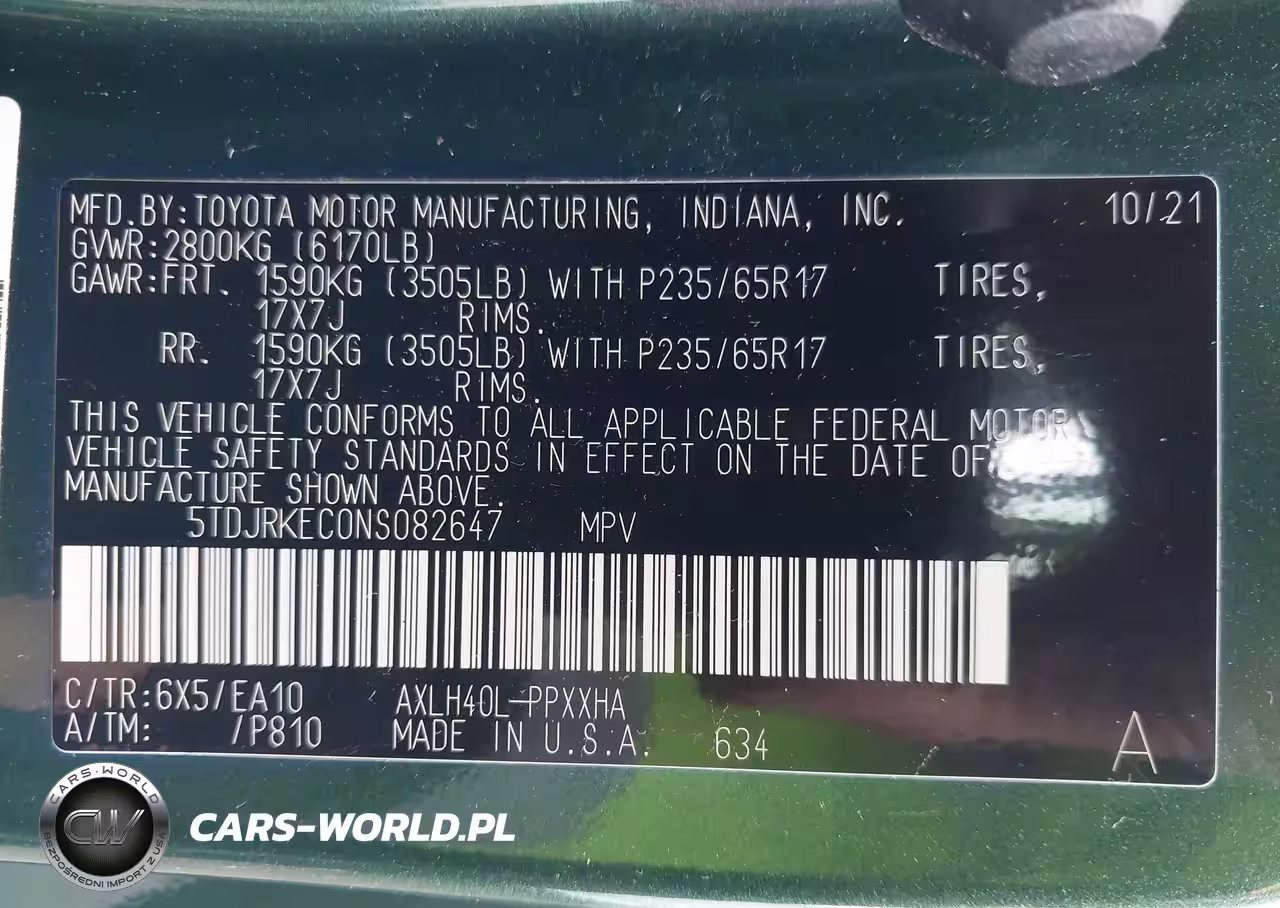 MFD.BY:TOYOTA MOTOR MANUFACTURING, INDIANA, INC. 10/21
GVWR:2800KG (6170LB)
GAWR:FRT. 1590KG (3505LB) WITH P235/65R17 TIRES,
17X7J RIMS.
RR. 1590KG (3505LB) WITH P235/65R17 TIRES,
17X7J RIMS.
THIS VEHICLE CONFORMS TO ALL APPLICABLE FEDERAL MOTOR
VEHICLE SAFETY STANDARDS IN EFFECT ON THE DATE OF
MANUFACTURE SHOWN ABOVE.
5TDJRKEC0NS082647 MPV
C/TR:6X5/EA10 AXLH40L-PPXXHA
A/TM: /P810 MADE IN U.S.A. 634 A
CARS-WORLD
CW
BEZPOŚREDNI IMPORT Z USA
CARS-WORLD.PL